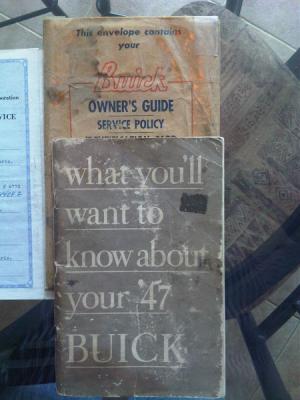 This envelope contains
your
Buick
OWNER'S GUIDE
SERVICE POLICY
what you'll
want to
know about
your '47
BUICK